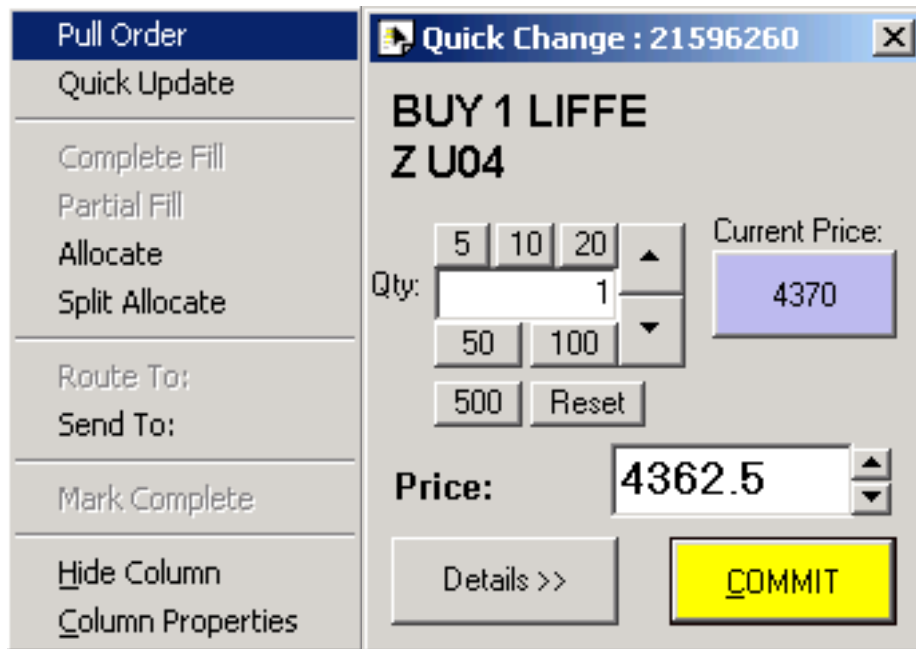 Pull Order
Quick Update
Complete Fill
Partial Fill
Allocate
Split Allocate
Route To:
Send To:
Mark Complete
Hide Column
Column Properties
Quick Change : 21596260
BUY 1 LIFFE
Z U04
5 10 20
Qty: 1
50 100
500 Reset
Current Price:
4370
Price: 4362.5
Details >> COMMIT